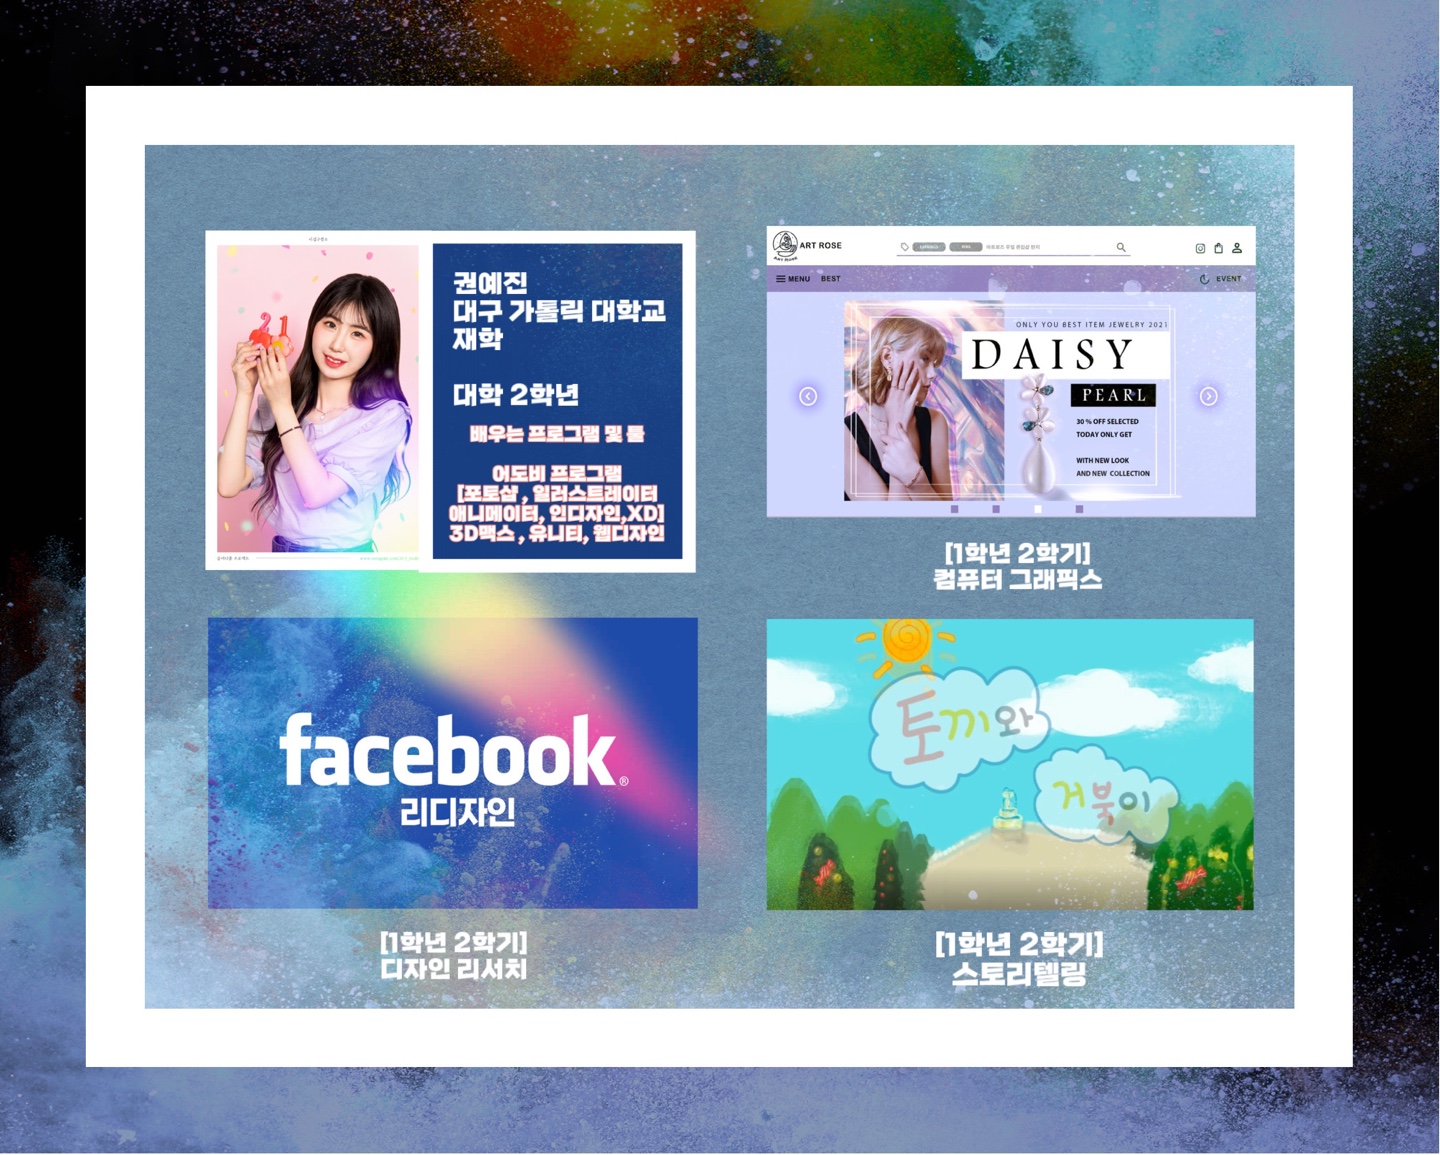 권예진
대구 가톨릭 대학교
재학
대학 2학년
배우는 프로그램 및 툴
어도비 프로그램
[포토샵 , 일러스트레이터
애니메이터, 인디자인,XD]
3D맥스 , 유니티, 웹디자인
21
ART ROSE
ART ROSE
MENU BEST
EVENT
ONLY YOU BEST ITEM JEWELRY 2021
DAISY
PEARL
30 % OFF SELECTED
TODAY ONLY GET
WITH NEW LOOK
AND NEW COLLECTION
[1학년 2학기]
컴퓨터 그래픽스
facebook®
리디자인
[1학년 2학기]
디자인 리서치
토끼와
거북이
[1학년 2학기]
스토리텔링